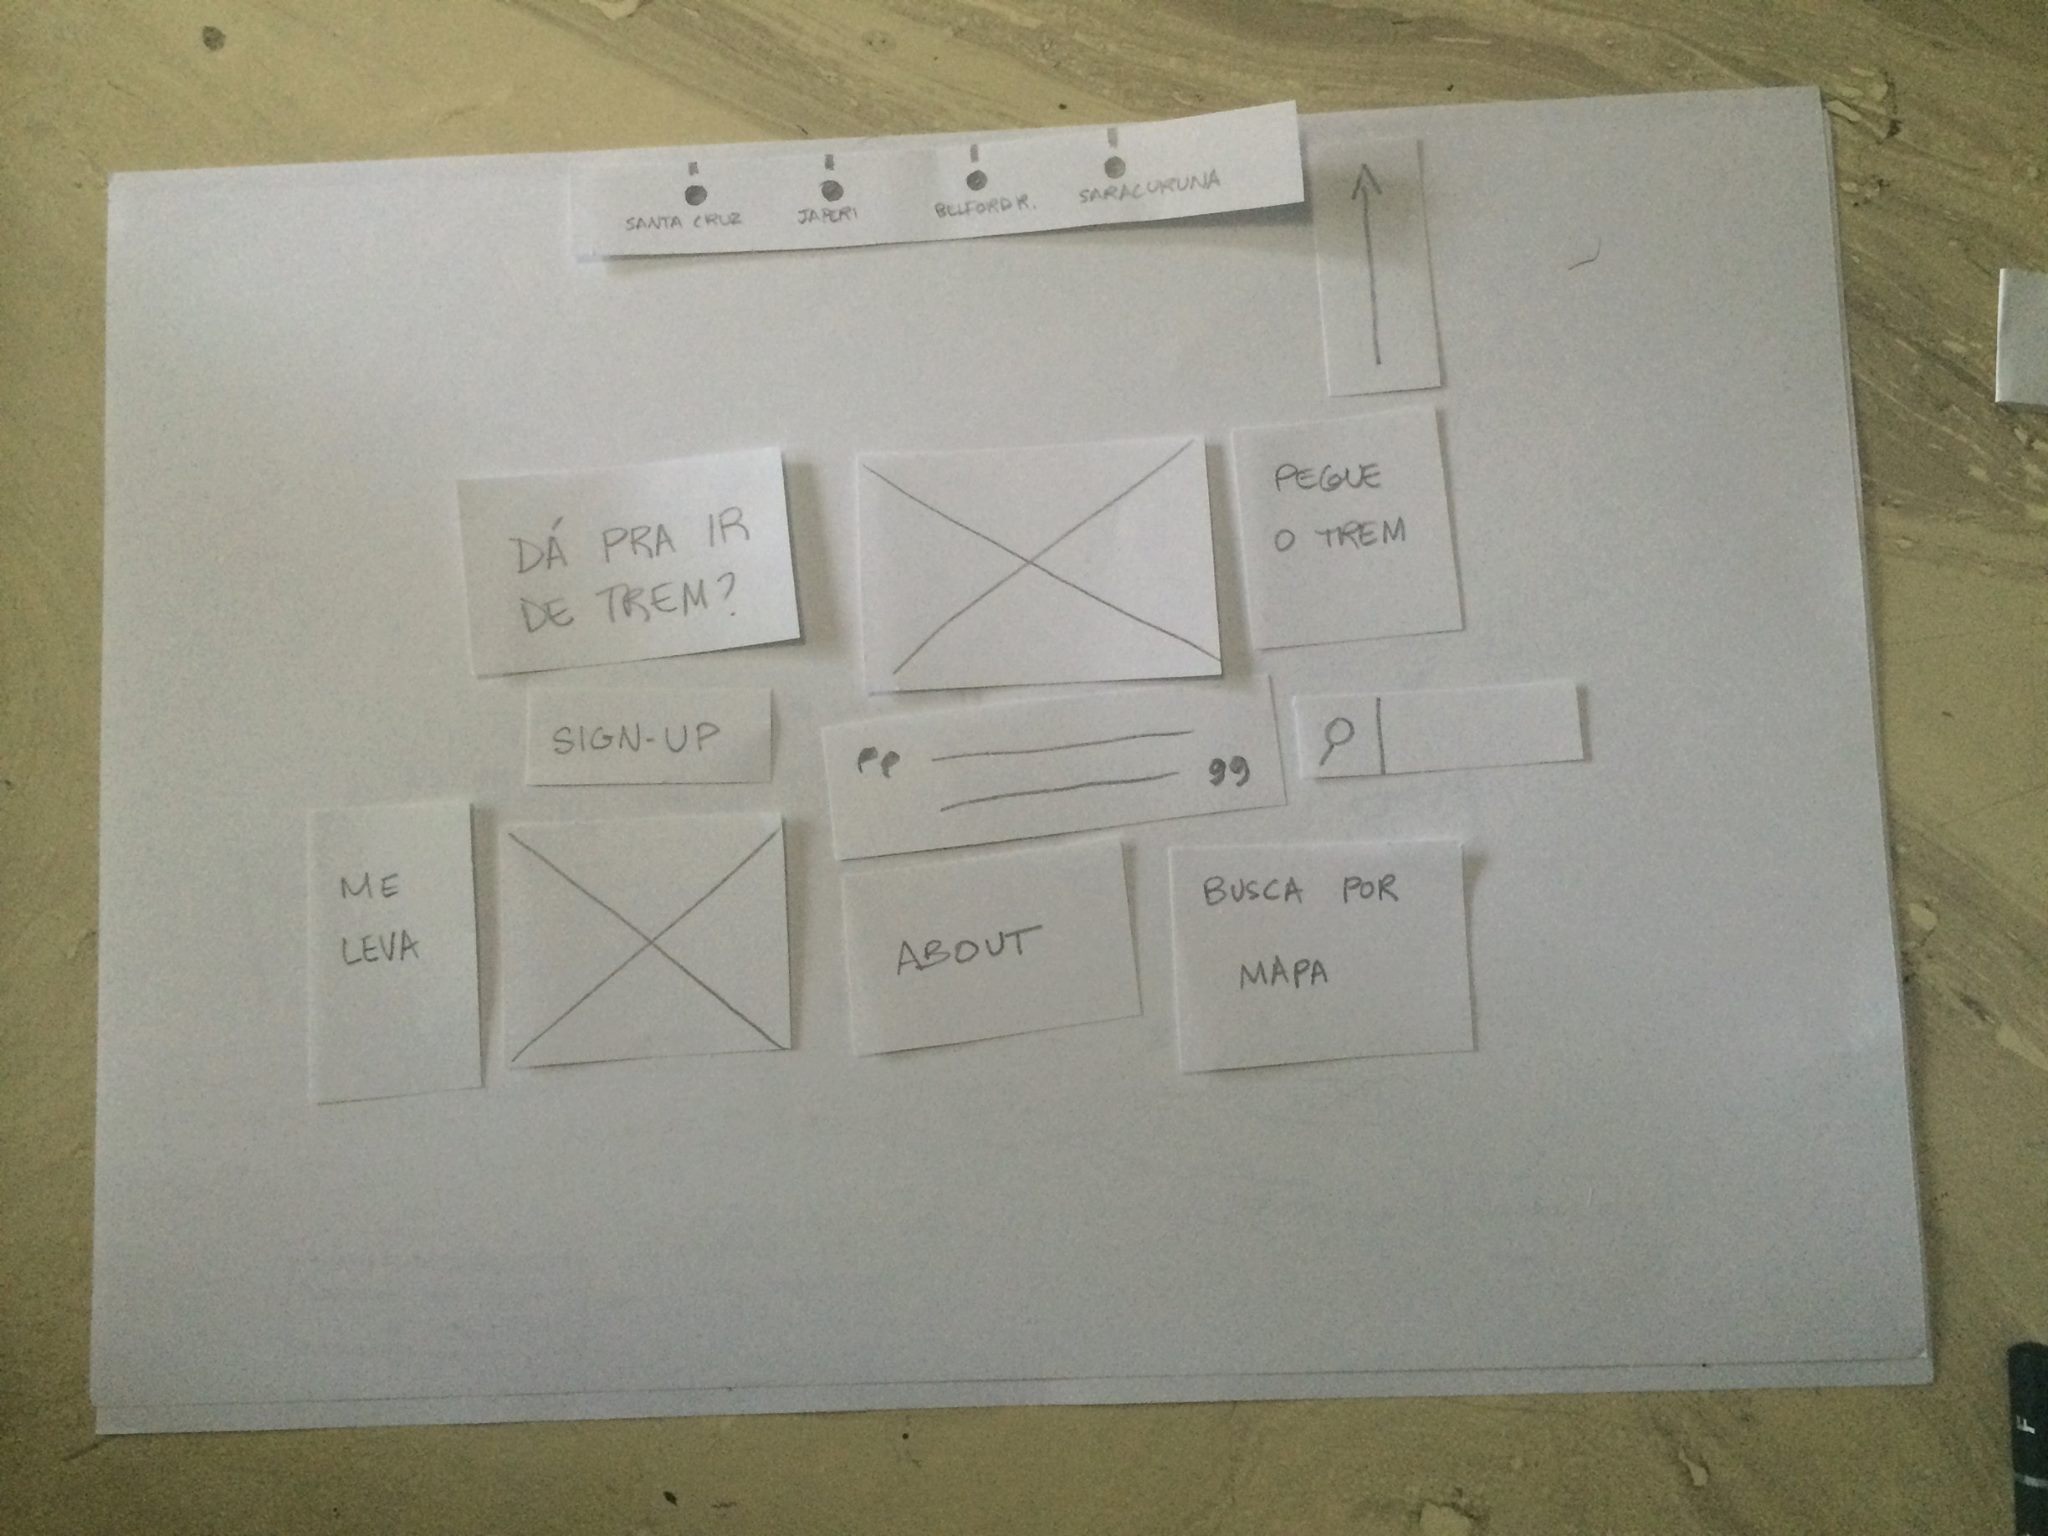 SANTA CRUZ
JAPERI
BELFORD R.
SARACURUNA
DÁ PRA IR
DE TREM?
PEGUE
O TREM
SIGN-UP
ME
LEVA
ABOUT
BUSCA POR
MAPA
F